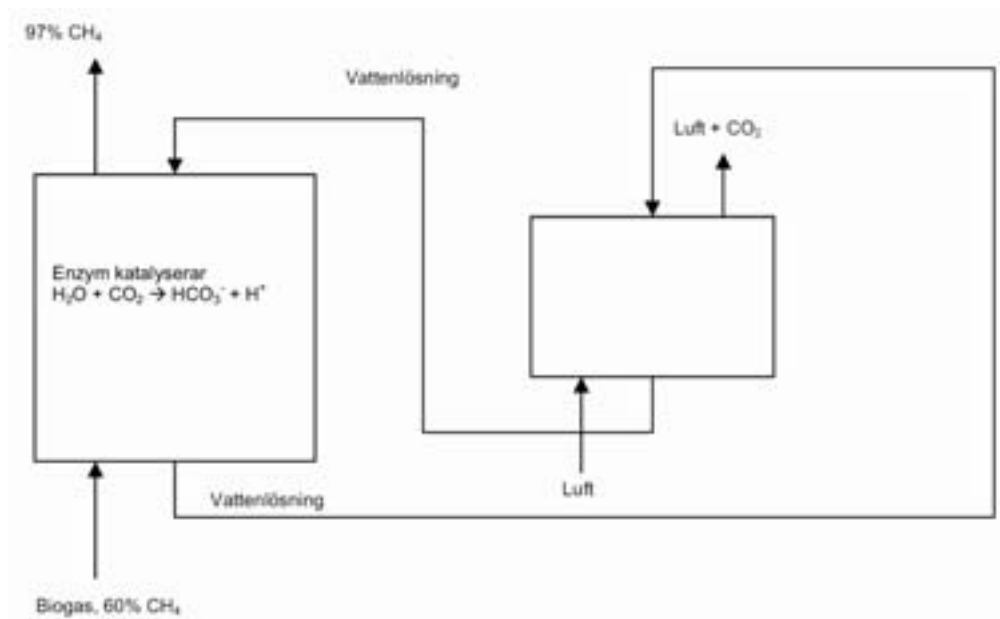 97% CH₄
Vattenlösning
Luft + CO₂
Enzym katalyserar
H₂O + CO₂ → HCO₃⁻ + H⁺
Luft
Vattenlösning
Biogas, 60% CH₄